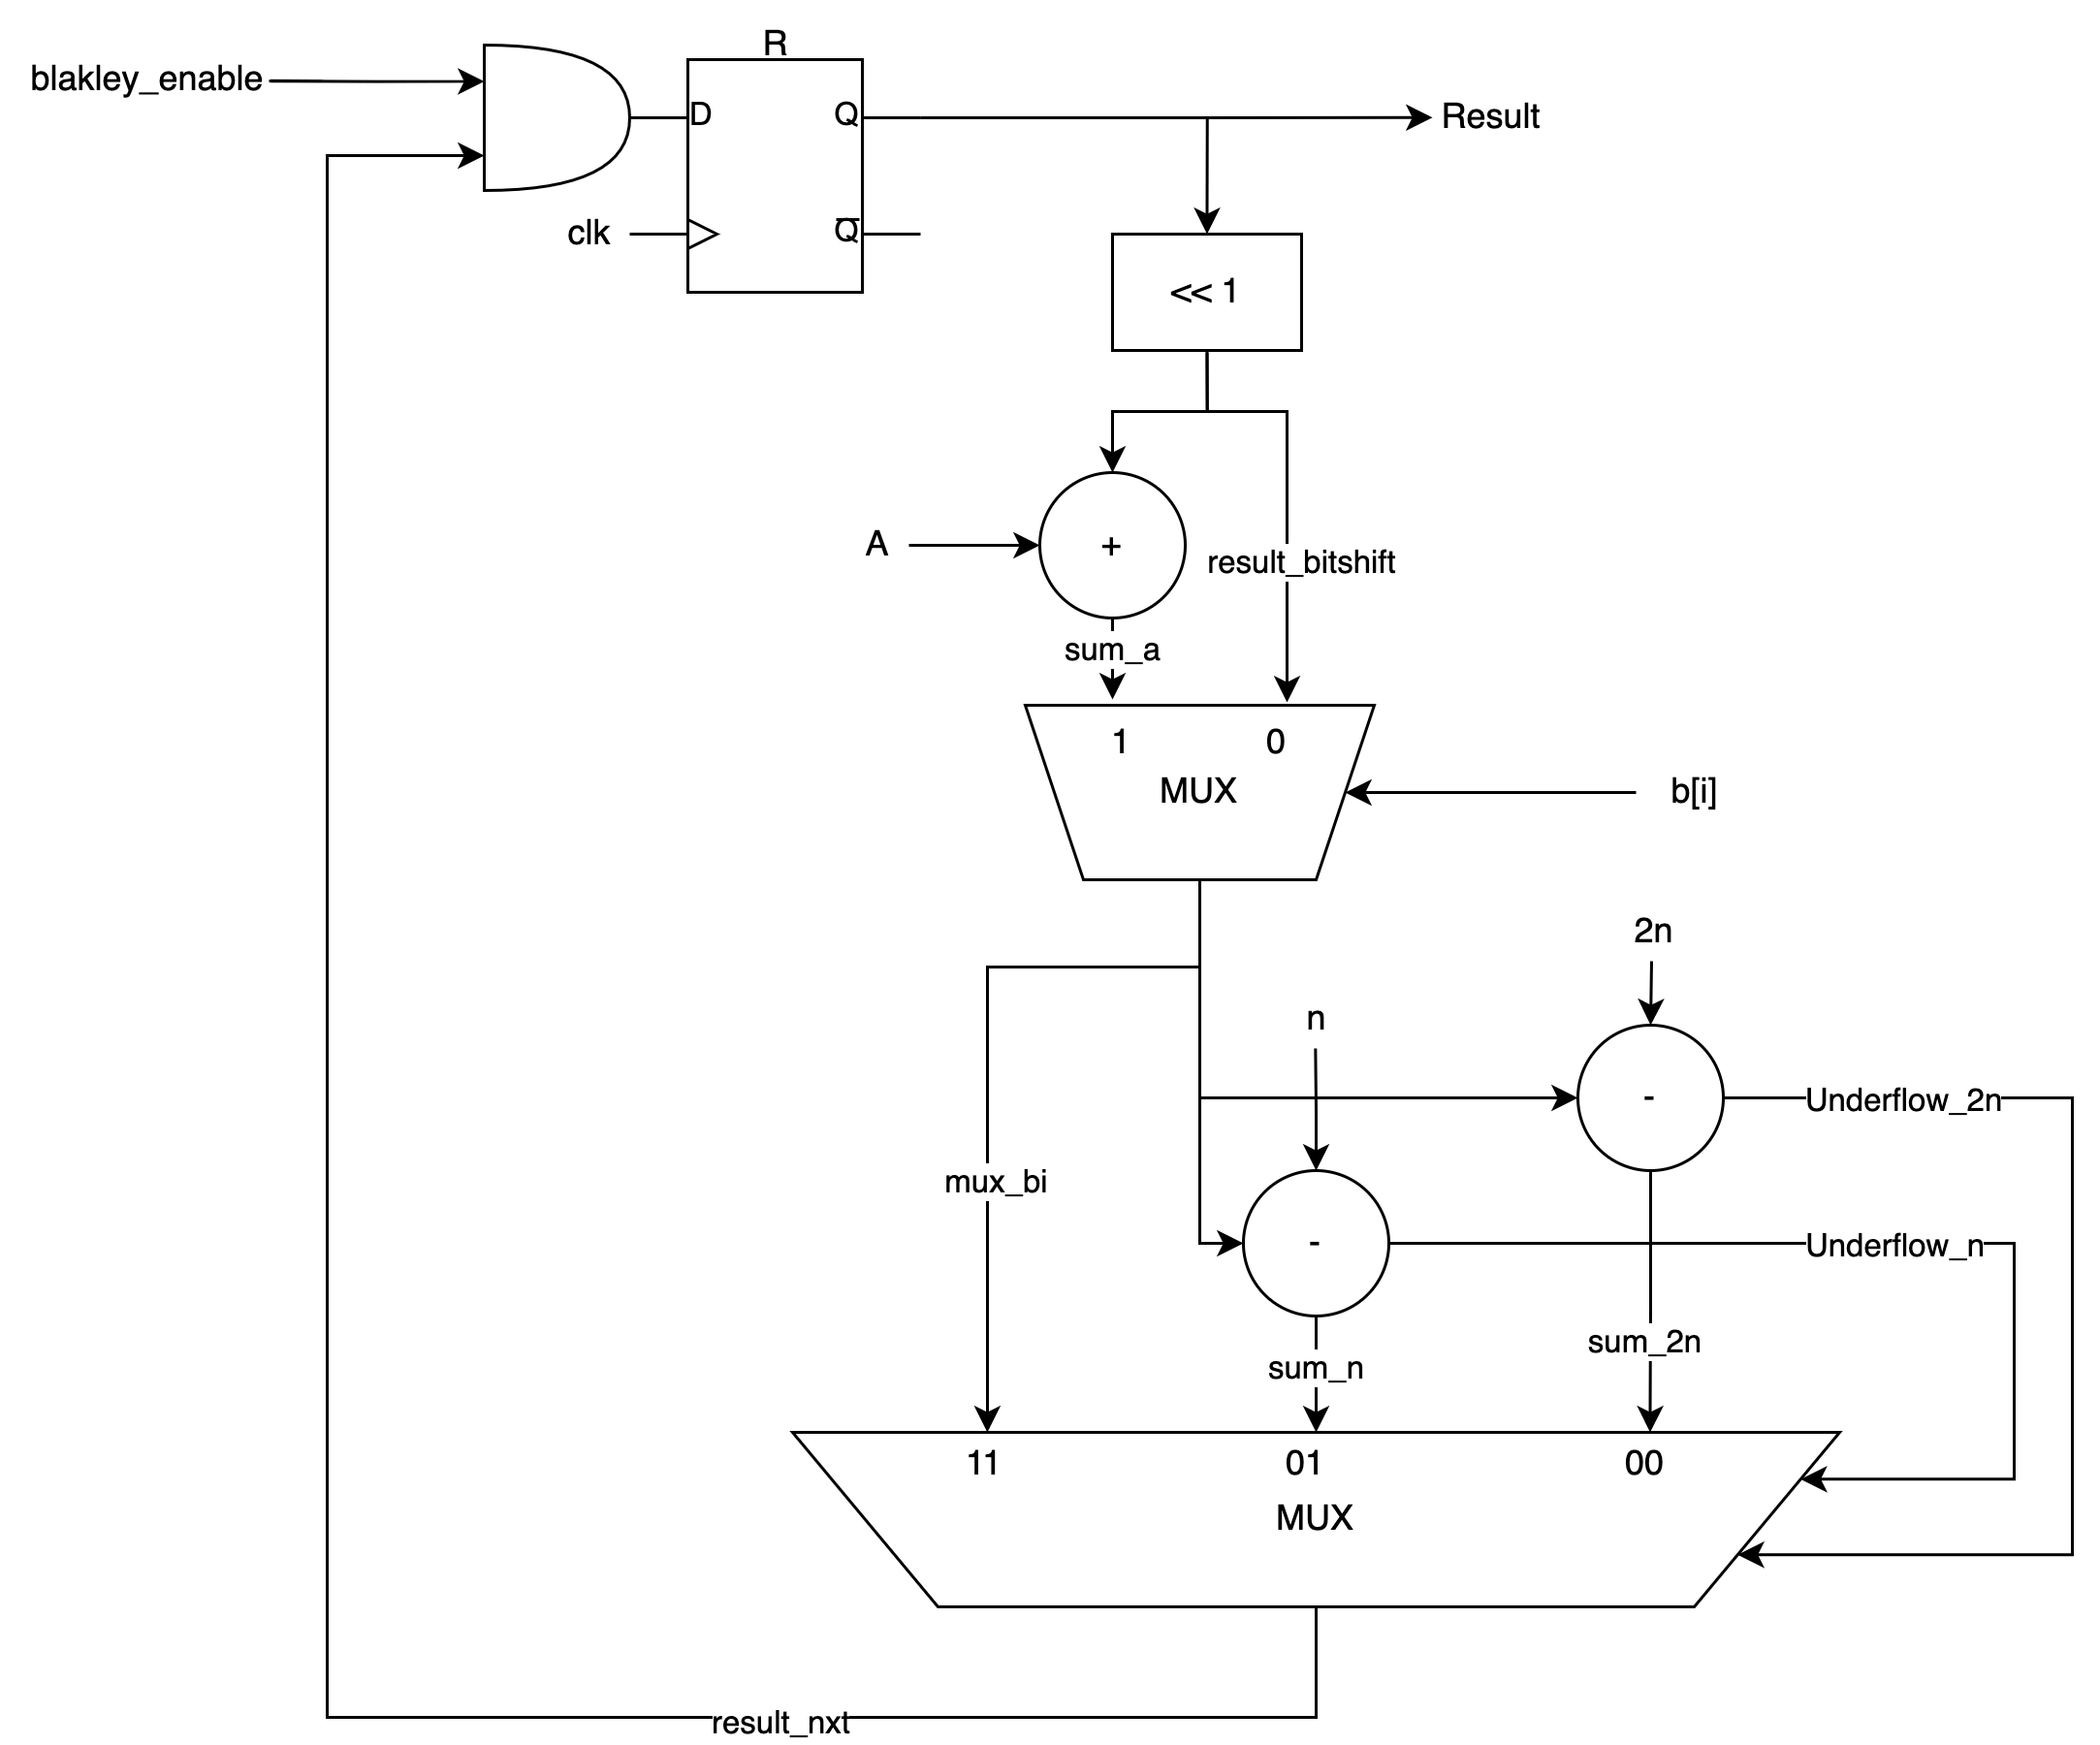 R
blakley_enable
D
Q
Result
clk
Q
<< 1
A
+
result_bitshift
sum_a
1
0
MUX
b[i]
2n
n
-
Underflow_2n
mux_bi
-
Underflow_n
sum_2n
sum_n
11
01
00
MUX
result_nxt